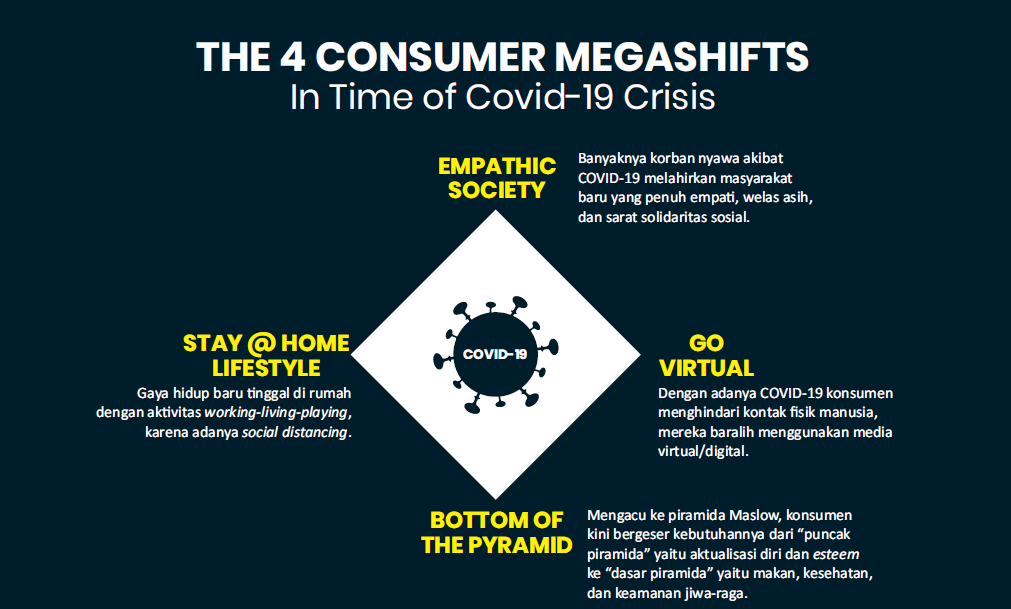 THE 4 CONSUMER MEGASHIFTS
In Time of Covid-19 Crisis
EMPATHIC
SOCIETY
Banyaknya korban nyawa akibat
COVID-19 melahirkan masyarakat
baru yang penuh empati, welas asih,
dan sarat solidaritas sosial.
STAY @ HOME
LIFESTYLE
Gaya hidup baru tinggal di rumah
dengan aktivitas working-living-playing,
karena adanya social distancing.
COVID-19
GO
VIRTUAL
Dengan adanya COVID-19 konsumen
menghindari kontak fisik manusia,
mereka baralih menggunakan media
virtual/digital.
BOTTOM OF
THE PYRAMID
Mengacu ke piramida Maslow, konsumen
kini bergeser kebutuhannya dari “puncak
piramida” yaitu aktualisasi diri dan esteem
ke “dasar piramida” yaitu makan, kesehatan,
dan keamanan jiwa-raga.